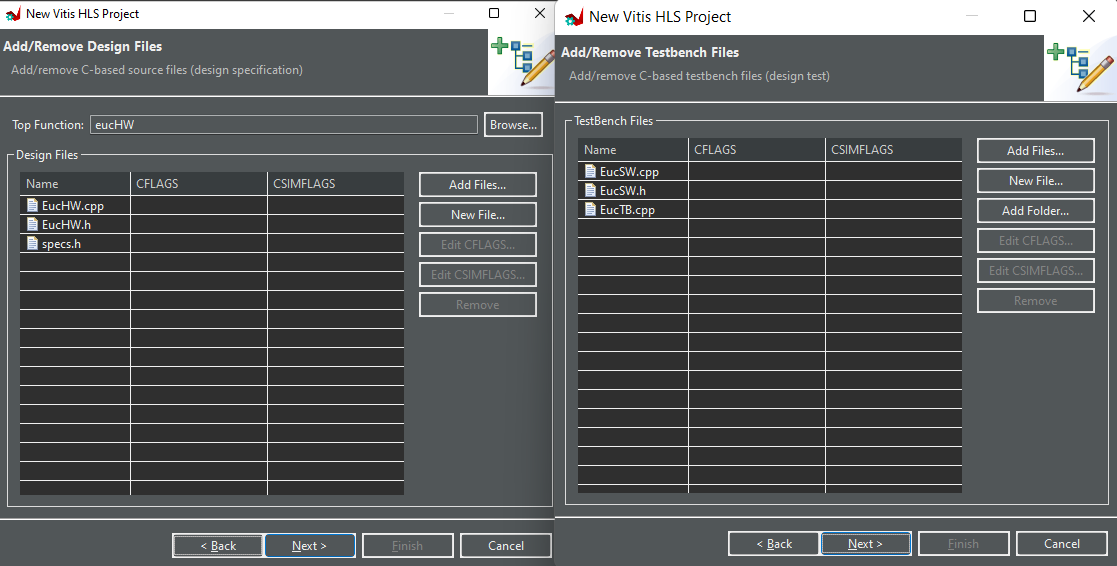 New Vitis HLS Project
Add/Remove Design Files
Add/remove C-based source files (design specification)
Top Function: eucHW Browse...
Design Files
Name CFLAGS CSIMFLAGS
EucHW.cpp
EucHW.h
specs.h
Add Files...
New File...
Edit CFLAGS...
Edit CSIMFLAGS...
Remove
< Back Next > Finish Cancel
New Vitis HLS Project
Add/Remove Testbench Files
Add/remove C-based testbench files (design test)
TestBench Files
Name CFLAGS CSIMFLAGS
EucSW.cpp
EucSW.h
EucTB.cpp
Add Files...
New File...
Add Folder...
Edit CFLAGS...
Edit CSIMFLAGS...
Remove
< Back Next > Finish Cancel